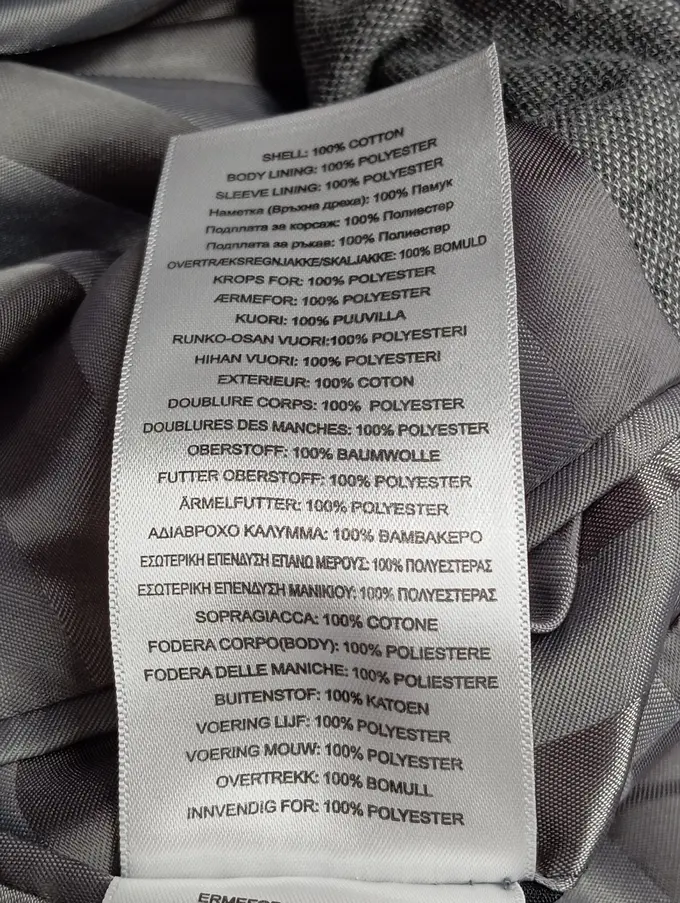 SHELL: 100% COTTON
BODY LINING: 100% POLYESTER
SLEEVE LINING: 100% POLYESTER
Наметка (Връхна дреха): 100% Памук
Подплата за корсаж: 100% Полиестер
Подплата за ръкав: 100% Полиестер
OVERTRÆKSREGNJAKKE/SKALJAKKE: 100% BOMULD
KROPS FOR: 100% POLYESTER
ÆRMEFOR: 100% POLYESTER
KUORI: 100% PUUVILLA
RUNKO-OSAN VUORI:100% POLYESTERI
HIHAN VUORI: 100% POLYESTERI
EXTERIEUR: 100% COTON
DOUBLURE CORPS: 100% POLYESTER
DOUBLURES DES MANCHES: 100% POLYESTER
OBERSTOFF: 100% BAUMWOLLE
FUTTER OBERSTOFF: 100% POLYESTER
ÄRMELFUTTER: 100% POLYESTER
ΑΔΙΑΒΡΟΧΟ ΚΑΛΥΜΜΑ: 100% ΒΑΜΒΑΚΕΡΟ
ΕΣΩΤΕΡΙΚΗ ΕΠΕΝΔΥΣΗ ΕΠΑΝΩ ΜΕΡΟΥΣ: 100% ΠΟΛΥΕΣΤΕΡΑΣ
ΕΣΩΤΕΡΙΚΗ ΕΠΕΝΔΥΣΗ ΜΑΝΙΚΙΟΥ: 100% ΠΟΛΥΕΣΤΕΡΑΣ
SOPRAGIACCA: 100% COTONE
FODERA CORPO(BODY): 100% POLIESTERE
FODERA DELLE MANICHE: 100% POLIESTERE
BUITENSTOF: 100% KATOEN
VOERING LIJF: 100% POLYESTER
VOERING MOUW: 100% POLYESTER
OVERTREKK: 100% BOMULL
INNVENDIG FOR: 100% POLYESTER